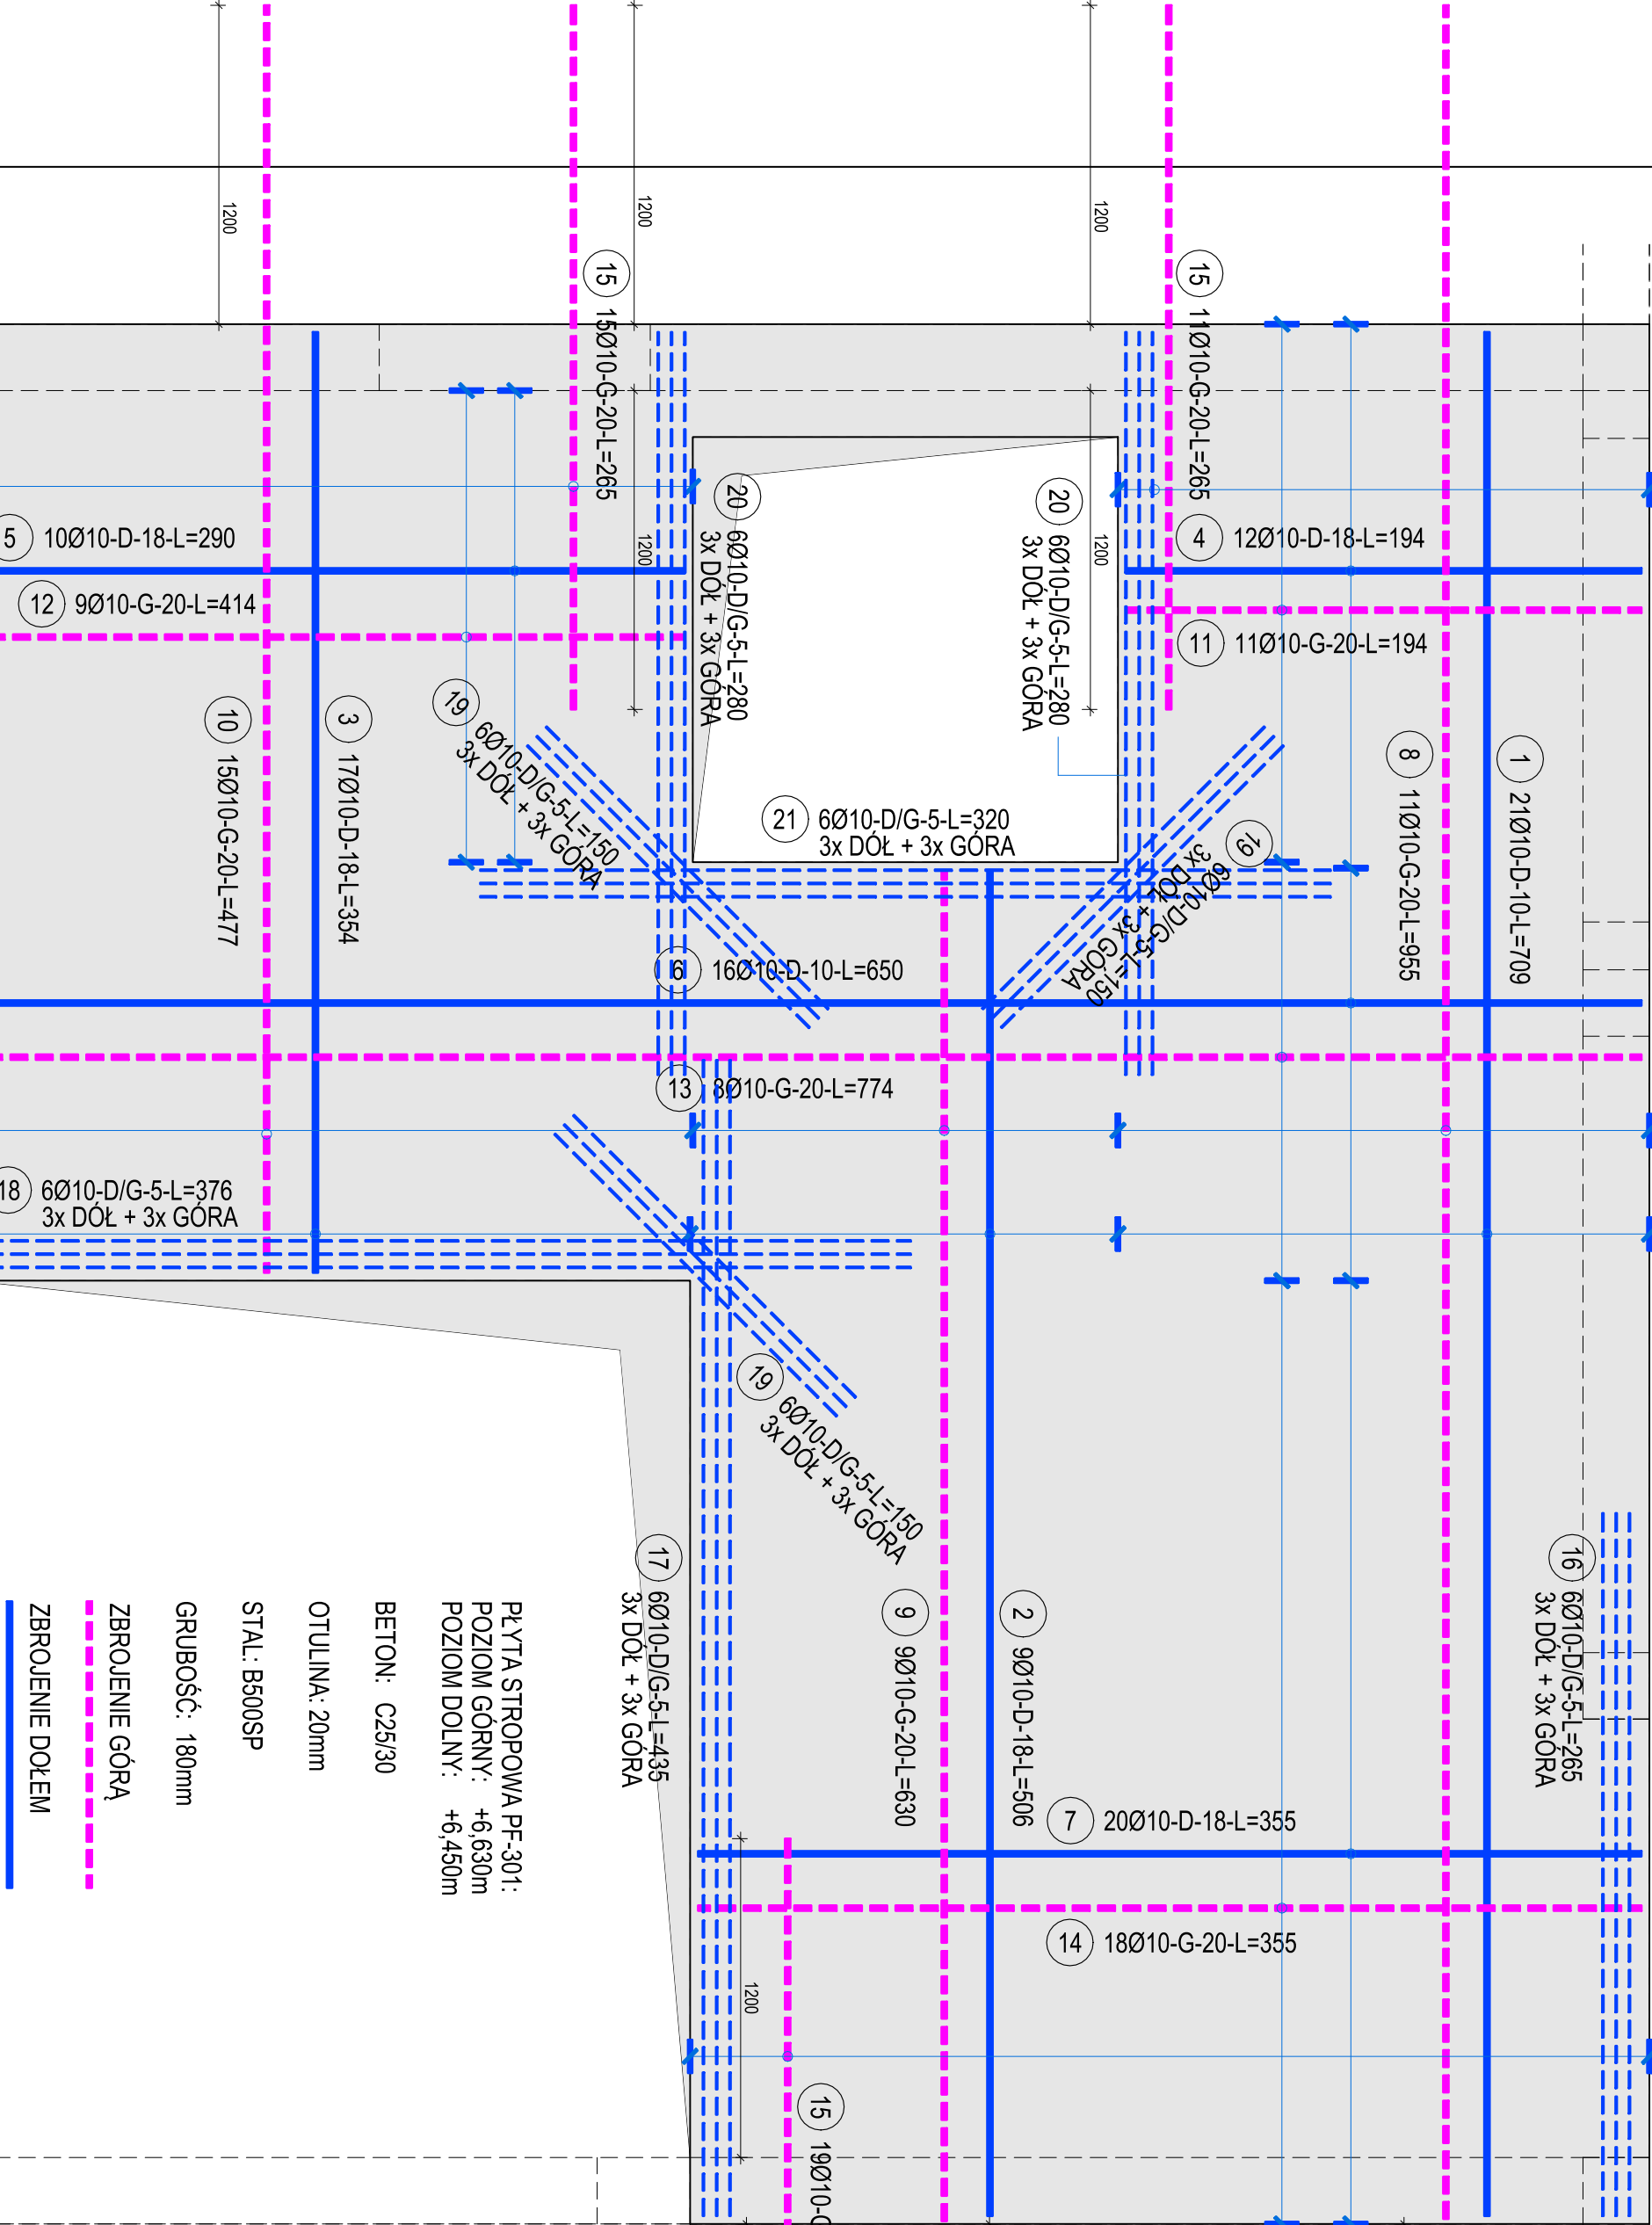 1200
1200
1200
15
15Ø10-G-20-L=265
15
11Ø10-G-20-L=265
5
10Ø10-D-18-L=290
12
9Ø10-G-20-L=414
20
6Ø10-D/G-5-L=280
3x DÓŁ + 3x GÓRA
20
6Ø10-D/G-5-L=280
3x DÓŁ + 3x GÓRA
1200
1200
4
12Ø10-D-18-L=194
11
11Ø10-G-20-L=194
10
15Ø10-G-20-L=477
3
17Ø10-D-18-L=354
19
6Ø10-D/G-5-L=150
3x DÓŁ + 3x GÓRA
21
6Ø10-D/G-5-L=320
3x DÓŁ + 3x GÓRA
19
6Ø10-D/G-5-L=150
3x DÓŁ + 3x GÓRA
8
11Ø10-G-20-L=955
1
21Ø10-D-10-L=709
6
16Ø10-D-10-L=650
13
8Ø10-G-20-L=774
18
6Ø10-D/G-5-L=376
3x DÓŁ + 3x GÓRA
19
6Ø10-D/G-5-L=150
3x DÓŁ + 3x GÓRA
17
6Ø10-D/G-5-L=435
3x DÓŁ + 3x GÓRA
9
9Ø10-G-20-L=630
2
9Ø10-D-18-L=506
16
6Ø10-D/G-5-L=265
3x DÓŁ + 3x GÓRA
7
20Ø10-D-18-L=355
14
18Ø10-G-20-L=355
1200
15
19Ø10-
PŁYTA STROPOWA PF-301:
POZIOM GÓRNY: +6,630m
POZIOM DOLNY: +6,450m
BETON: C25/30
OTULINA: 20mm
STAL: B500SP
GRUBOŚĆ: 180mm
ZBROJENIE GÓRĄ
ZBROJENIE DOŁEM